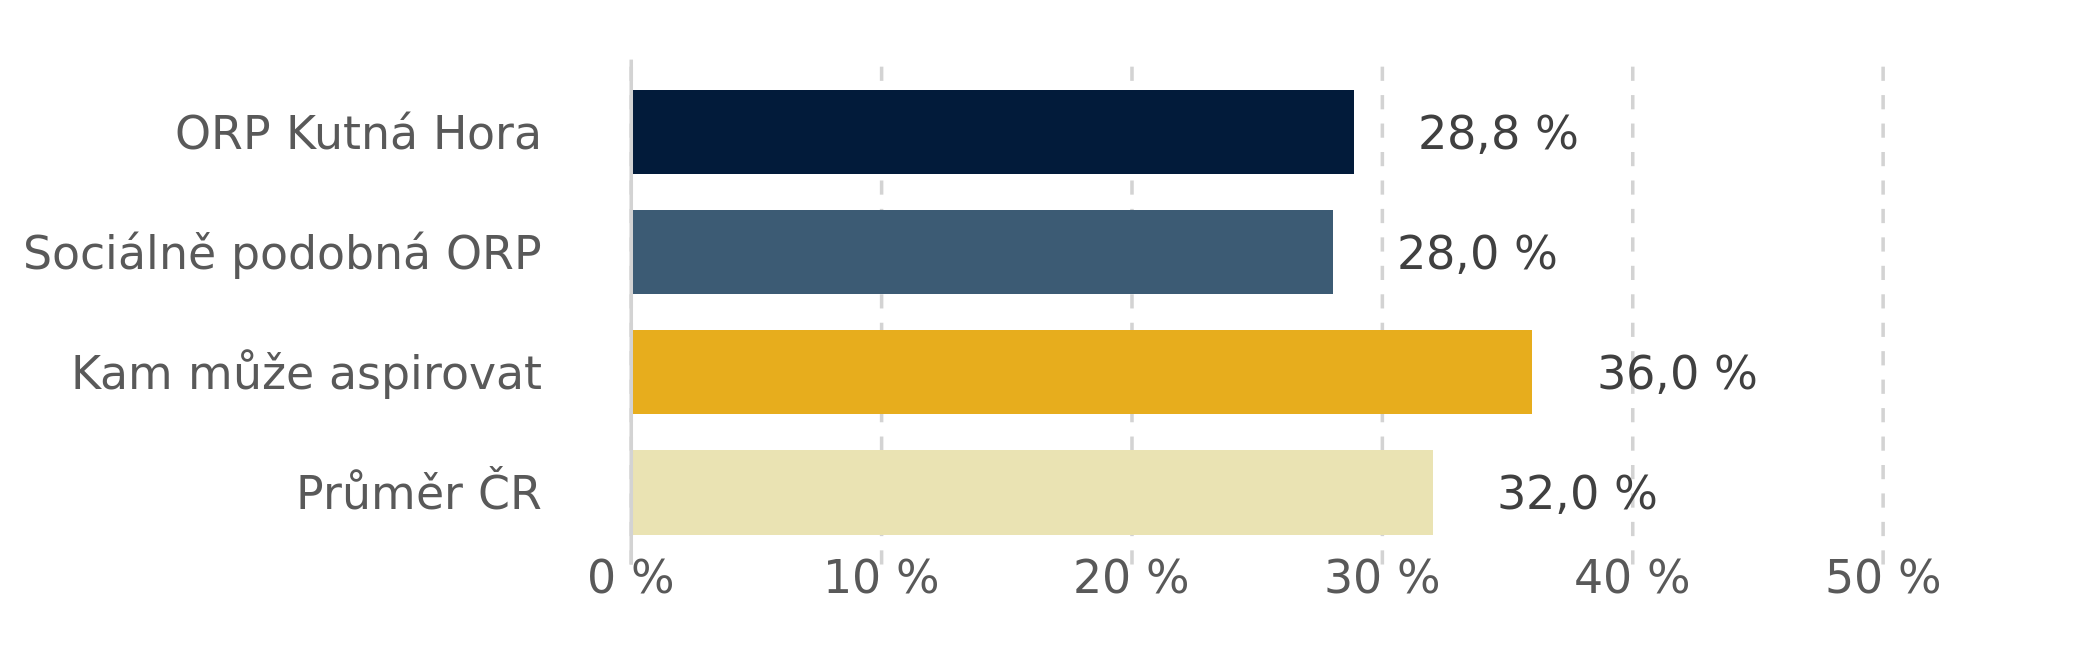 ORP Kutná Hora 28,8 %
Sociálně podobná ORP 28,0 %
Kam může aspirovat 36,0 %
Průměr ČR 32,0 %
0 % 10 % 20 % 30 % 40 % 50 %